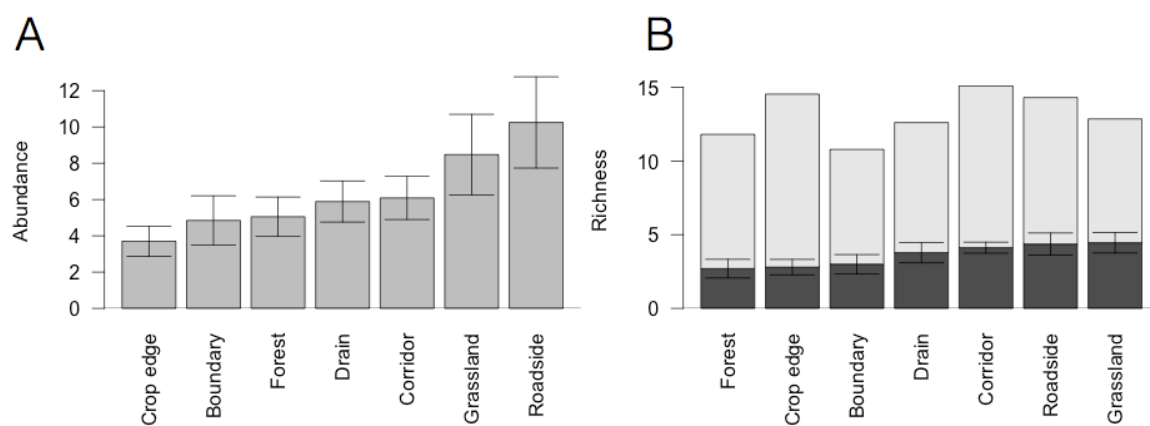 A
Abundance
12
10
8
6
4
2
0
Crop edge
Boundary
Forest
Drain
Corridor
Grassland
Roadside
B
Richness
15
10
5
0
Forest
Crop edge
Boundary
Drain
Corridor
Roadside
Grassland